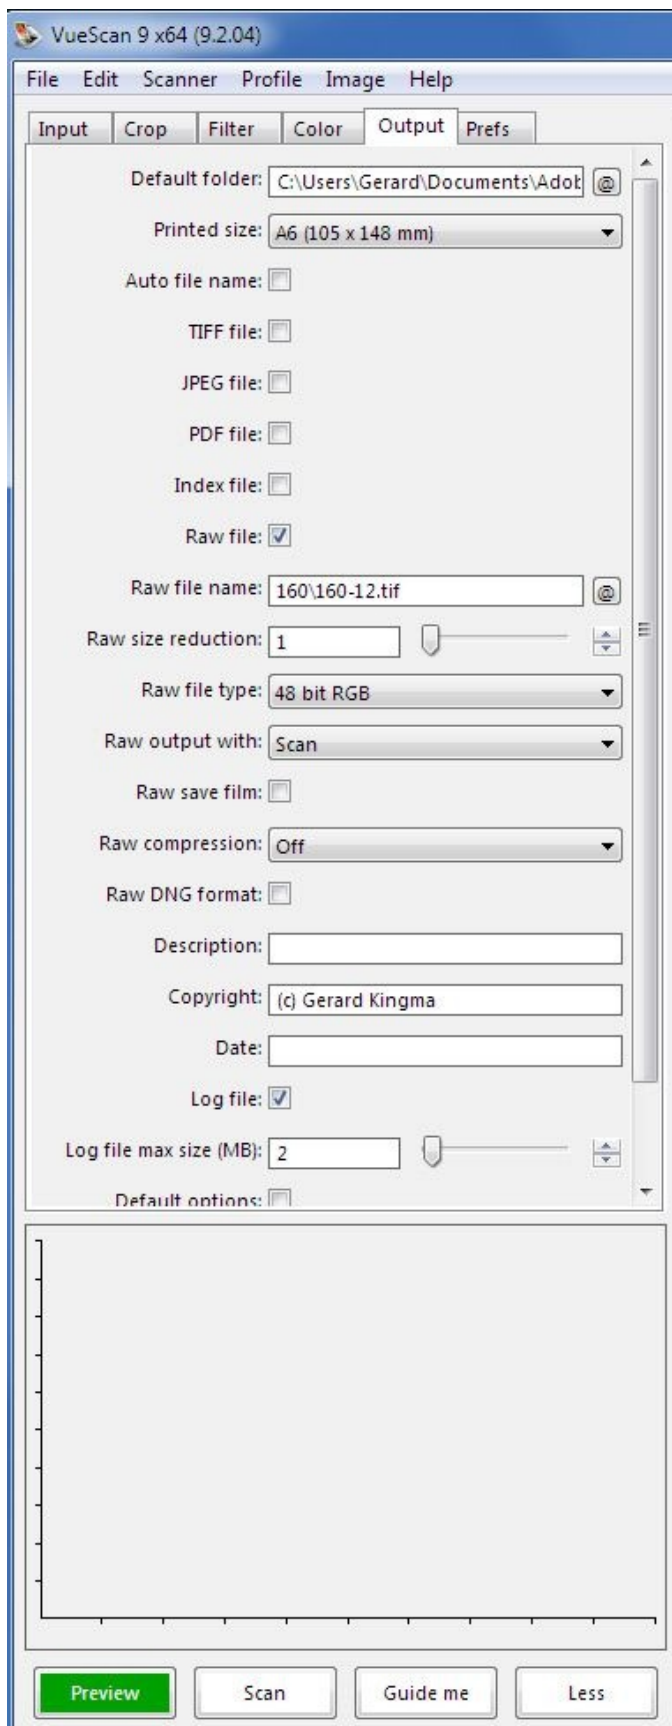 VueScan 9 x64 (9.2.04)
File Edit Scanner Profile Image Help
Input Crop Filter Color Output Prefs
Default folder: C:\Users\Gerard\Documents\Adob @
Printed size: A6 (105 x 148 mm)
Auto file name:
TIFF file:
JPEG file:
PDF file:
Index file:
Raw file:
Raw file name: 160\160-12.tif @
Raw size reduction: 1
Raw file type: 48 bit RGB
Raw output with: Scan
Raw save film:
Raw compression: Off
Raw DNG format:
Description:
Copyright: (c) Gerard Kingma
Date:
Log file:
Log file max size (MB): 2
Default options:
Preview Scan Guide me Less